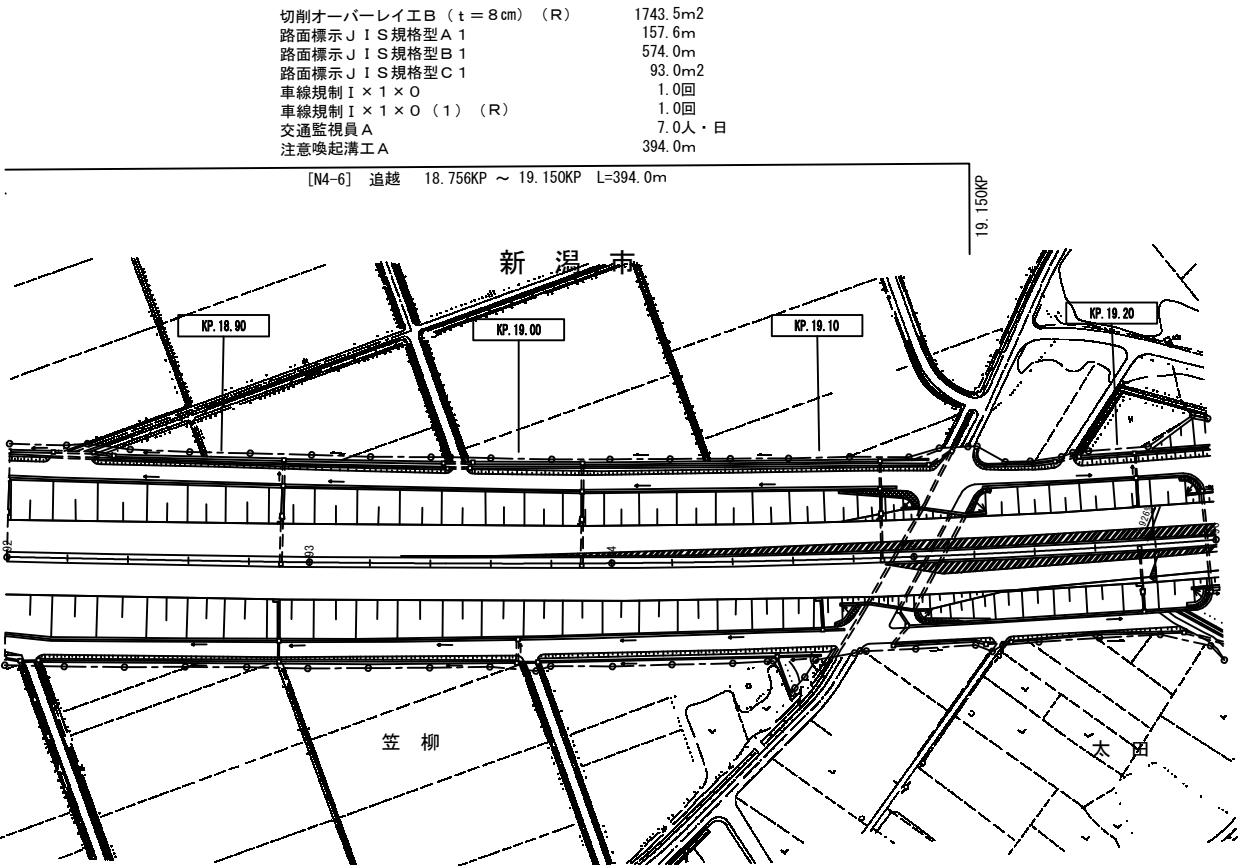 切削オーバーレイエB（t＝8㎝）（R） 1743.5m2
路面標示JIS規格型A1 157.6m
路面標示JIS規格型B1 574.0m
路面標示JIS規格型C1 93.0m2
車線規制I×1×0 1.0回
車線規制I×1×0（1）（R） 1.0回
交通監視員A 7.0人・日
注意喚起溝工A 394.0m
[N4-6] 追越 18.756KP ～ 19.150KP L=394.0m
19.150KP
新潟市
KP.18.90
KP.19.00
KP.19.10
KP.19.20
92
93
笠柳
太田